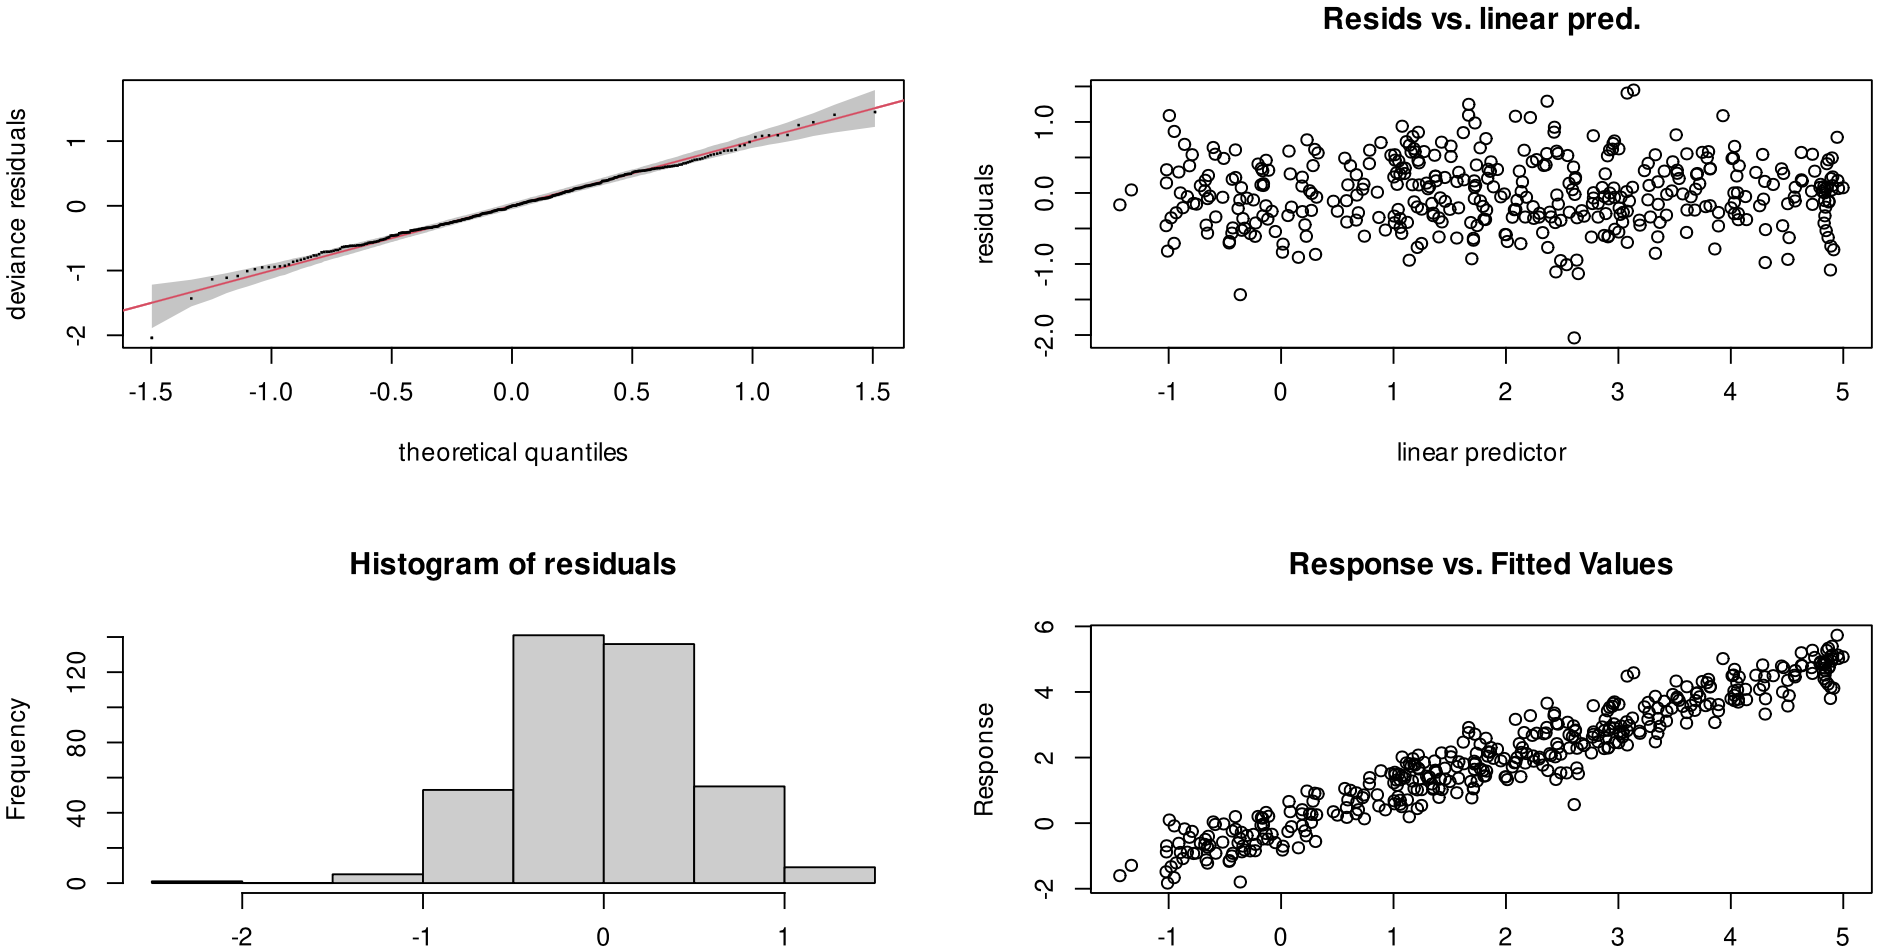 deviance residuals
1
0
-1
-2
-1.5 -1.0 -0.5 0.0 0.5 1.0 1.5
theoretical quantiles
Resids vs. linear pred.
residuals
1.0
0.0
-1.0
-2.0
-1 0 1 2 3 4 5
linear predictor
Histogram of residuals
Frequency
120
80
40
0
-2 -1 0 1
Response vs. Fitted Values
Response
6
4
2
0
-2
-1 0 1 2 3 4 5